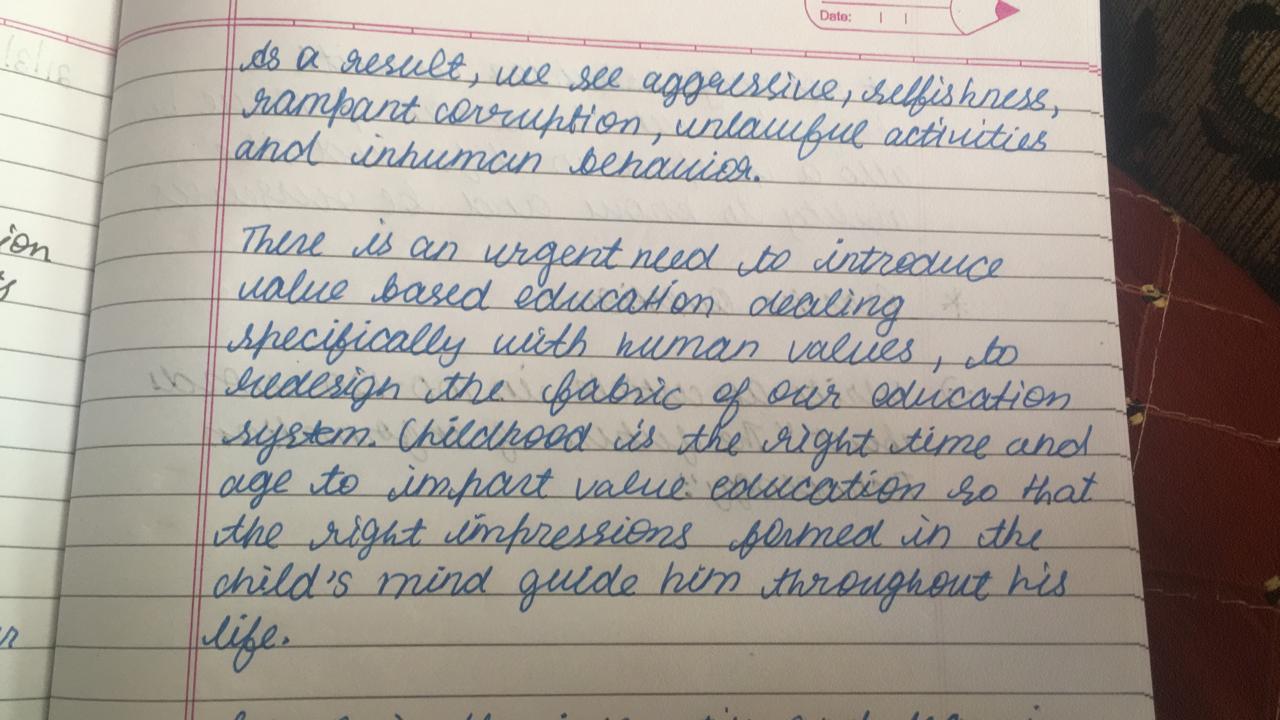 Date:
As a result, we see aggressive, selfishness,
rampant corruption, unlawful activities
and inhuman behavior.
There is an urgent need to introduce
value based education dealing
specifically with human values, to
redesign the fabric of our education
system. Childhood is the right time and
age to impart value education so that
the right impressions formed in the
child's mind guide him throughout his
life.
ion